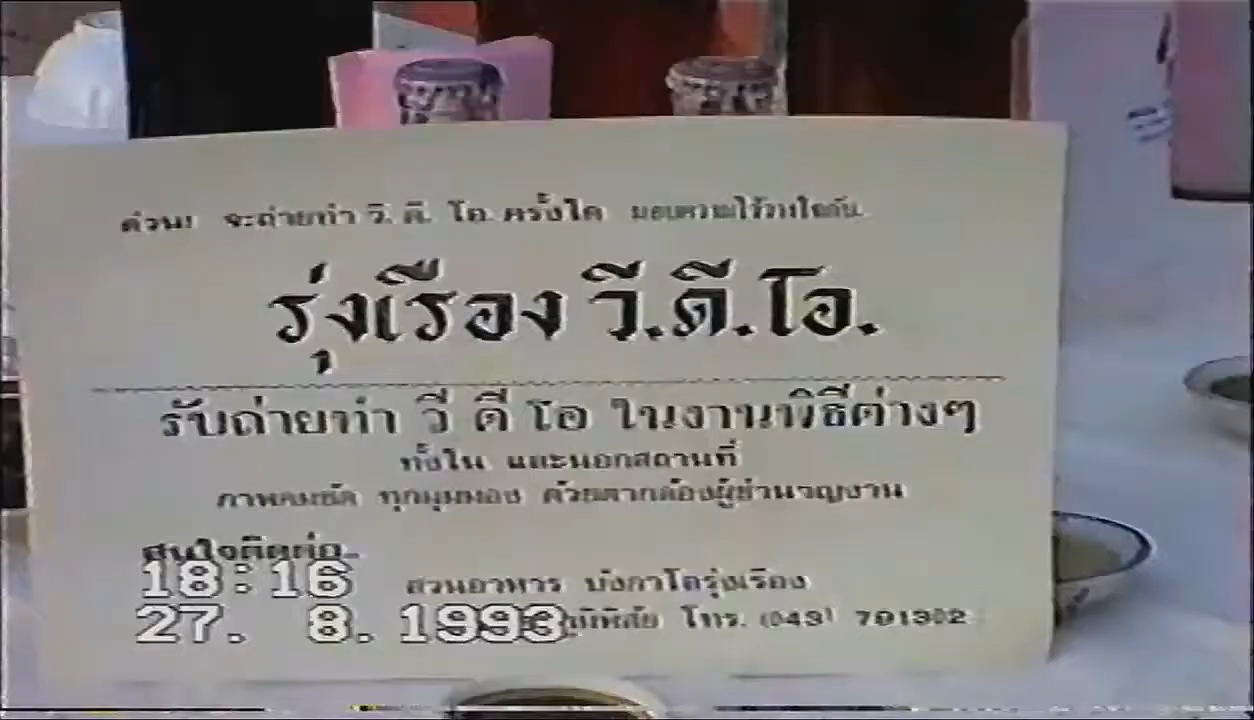 ด่วน! จะถ่ายทำ วี. ดี. โอ. ครั้งใด มอบความไว้วางใจกับ
รุ่งเรือง วี.ดี.โอ.
รับถ่ายทำ วี ดี โอ ในงานพิธีต่างๆ
ทั้งใน และนอกสถานที่
ภาพคมชัด ทุกมุมมอง ด้วยตากล้องผู้ชำนาญงาน
สนใจติดต่อ
18:16
สวนอาหาร บังกาโลรุ่งเรือง
27. 8. 1993
โทร. (043) 791302